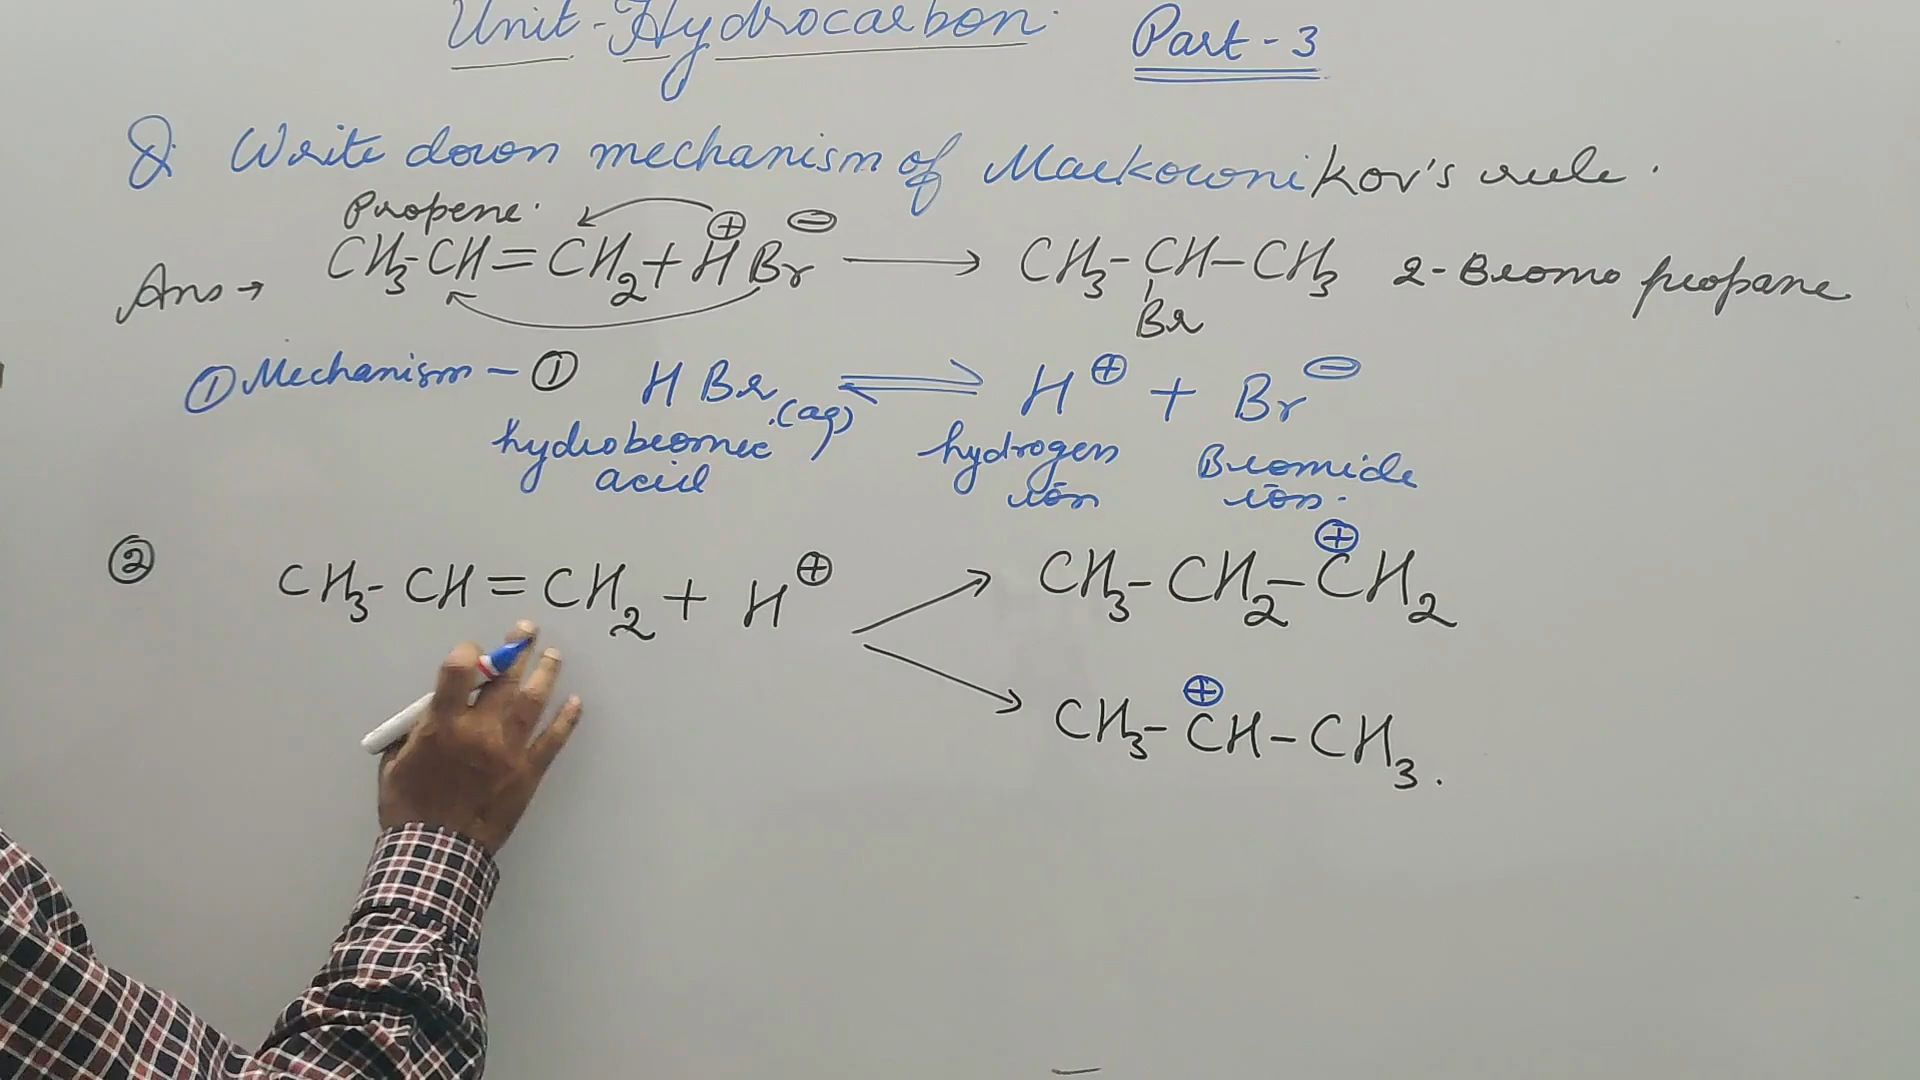 Unit-Hydrocarbon. Part-3
Q. Write down mechanism of Markownikov's rule.
Propene.
Ans → CH₃-CH=CH₂ + H⊕ Br⊖ ⟶ CH₃-CH-CH₃ 2-Bromo propane
Br
① Mechanism - ① HBr (aq) ⇌ H⊕ + Br⊖
hydrobromic acid hydrogen ion Bromide ion.
② CH₃-CH=CH₂ + H⊕ ⟶ CH₃-CH₂-C⊕H₂
⟶ CH₃-C⊕H-CH₃.